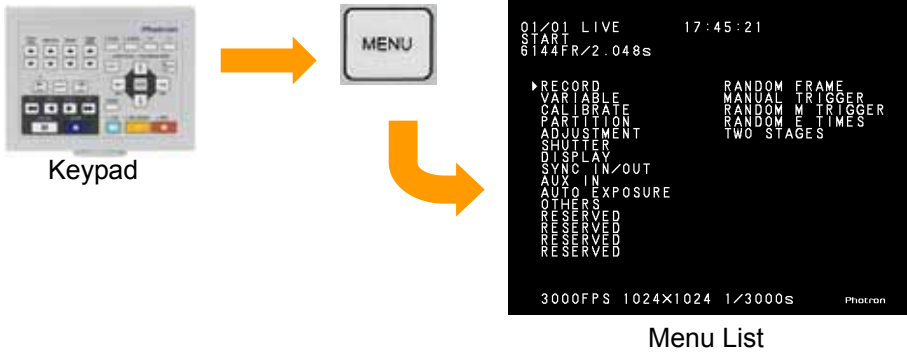 Photron
Keypad
MENU
01/01 LIVE 17:45:21
START
6144FR/2.048s
RECORD RANDOM FRAME
VARIABLE MANUAL TRIGGER
CALIBRATE RANDOM M TRIGGER
PARTITION RANDOM E TIMES
ADJUSTMENT TWO STAGES
SHUTTER
DISPLAY
SYNC IN/OUT
AUX IN
AUTO EXPOSURE
OTHERS
RESERVED
RESERVED
RESERVED
RESERVED
3000FPS 1024×1024 1/3000s Photron
Menu List